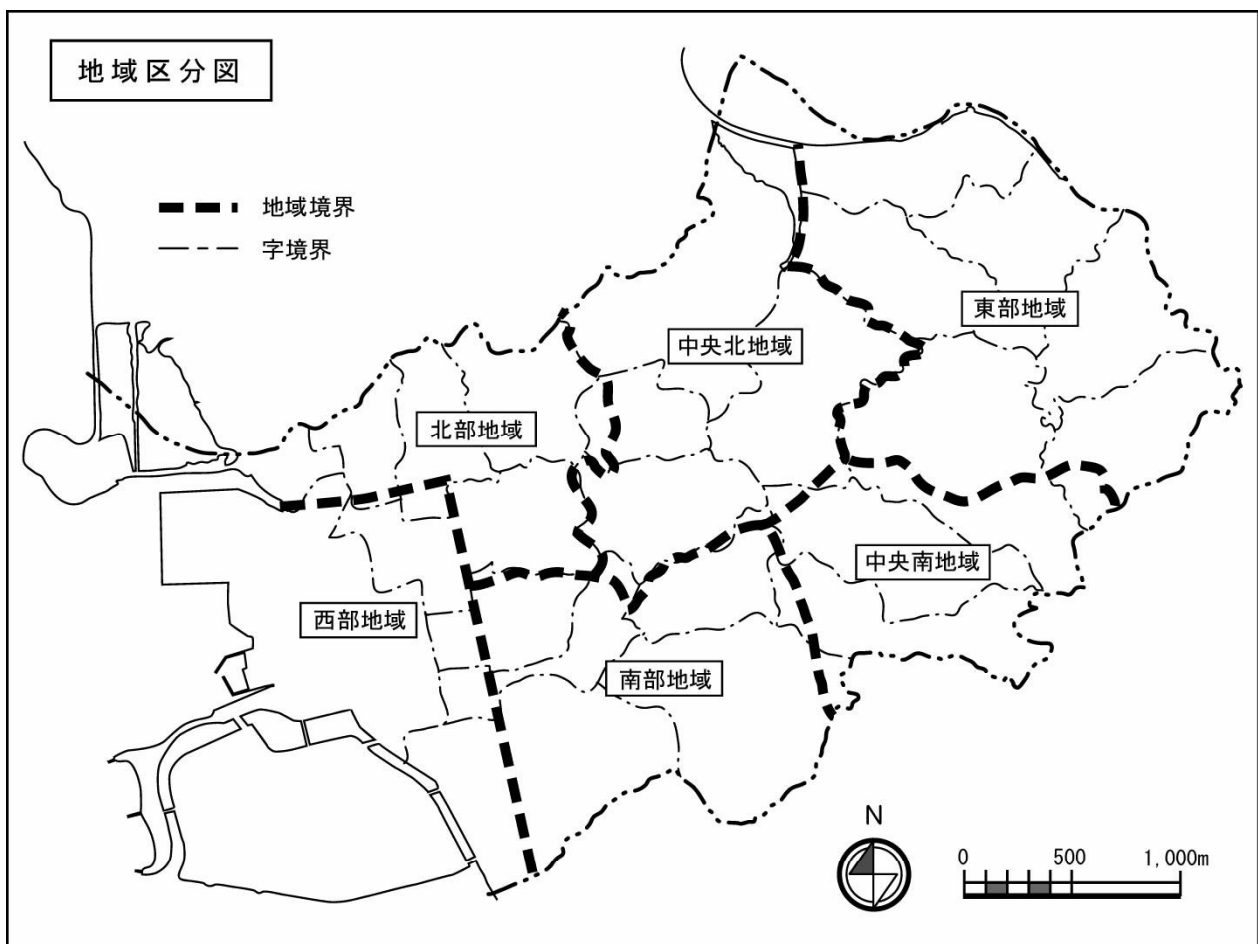 地域区分図
地域境界
字境界
東部地域
中央北地域
北部地域
中央南地域
西部地域
南部地域
N
0 500 1,000m